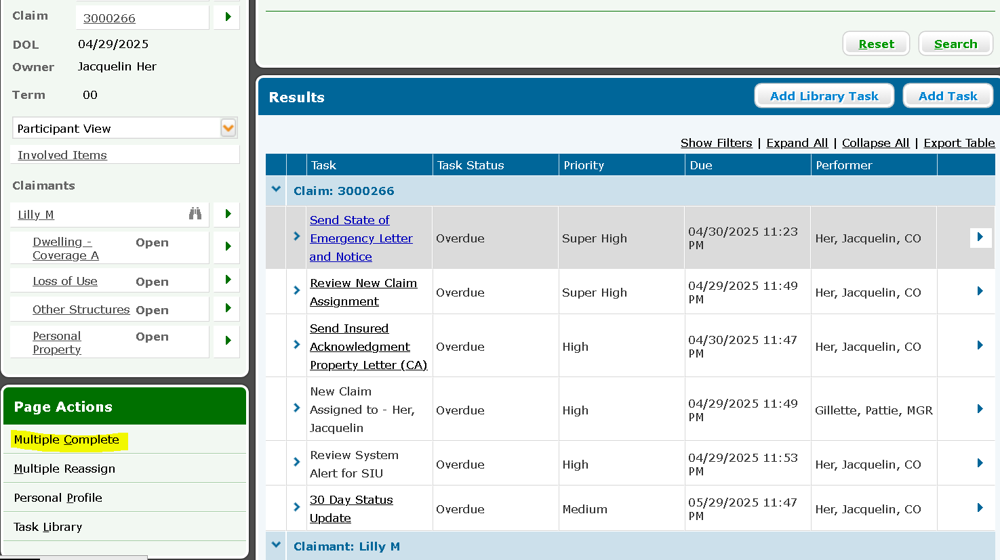 Claim 3000266
DOL 04/29/2025
Owner Jacquelin Her
Term 00
Participant View
Involved Items
Claimants
Lilly M
Dwelling - Open
Coverage A
Loss of Use Open
Other Structures Open
Personal Open
Property
Page Actions
Multiple Complete
Multiple Reassign
Personal Profile
Task Library
Reset Search
Results Add Library Task Add Task
Show Filters | Expand All | Collapse All | Export Table
Task Task Status Priority Due Performer
Claim: 3000266
Send State of
Emergency Letter
and Notice
Overdue Super High
04/30/2025 11:23
PM
Her, Jacquelin, CO
Review New Claim
Assignment
Overdue Super High
04/29/2025 11:49
PM
Her, Jacquelin, CO
Send Insured
Acknowledgment
Property Letter (CA)
Overdue High
04/30/2025 11:47
PM
Her, Jacquelin, CO
New Claim
Assigned to - Her,
Jacquelin
Overdue High
04/29/2025 11:49
PM
Gillette, Pattie, MGR
Review System
Alert for SIU
Overdue High
04/29/2025 11:53
PM
Her, Jacquelin, CO
30 Day Status
Update
Overdue Medium
05/29/2025 11:47
PM
Her, Jacquelin, CO
Claimant: Lilly M